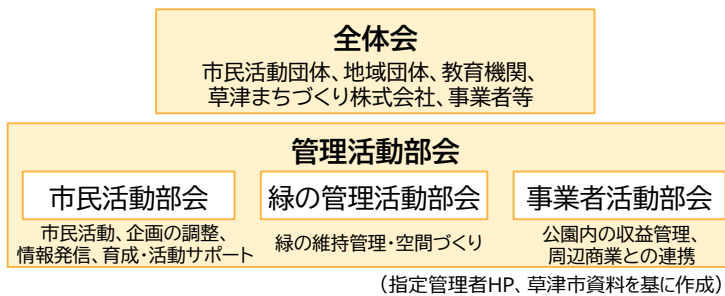 全体会
市民活動団体、地域団体、教育機関、
草津まちづくり株式会社、事業者等
管理活動部会
市民活動部会
市民活動、企画の調整、
情報発信、育成・活動サポート
緑の管理活動部会
緑の維持管理・空間づくり
事業者活動部会
公園内の収益管理、
周辺商業との連携
（指定管理者HP、草津市資料を基に作成）